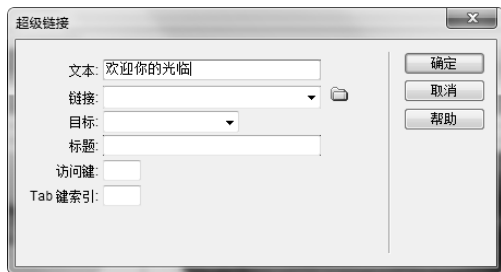 超级链接
文本: 欢迎你的光临
链接:
目标:
标题:
访问键:
Tab 键索引:
确定
取消
帮助